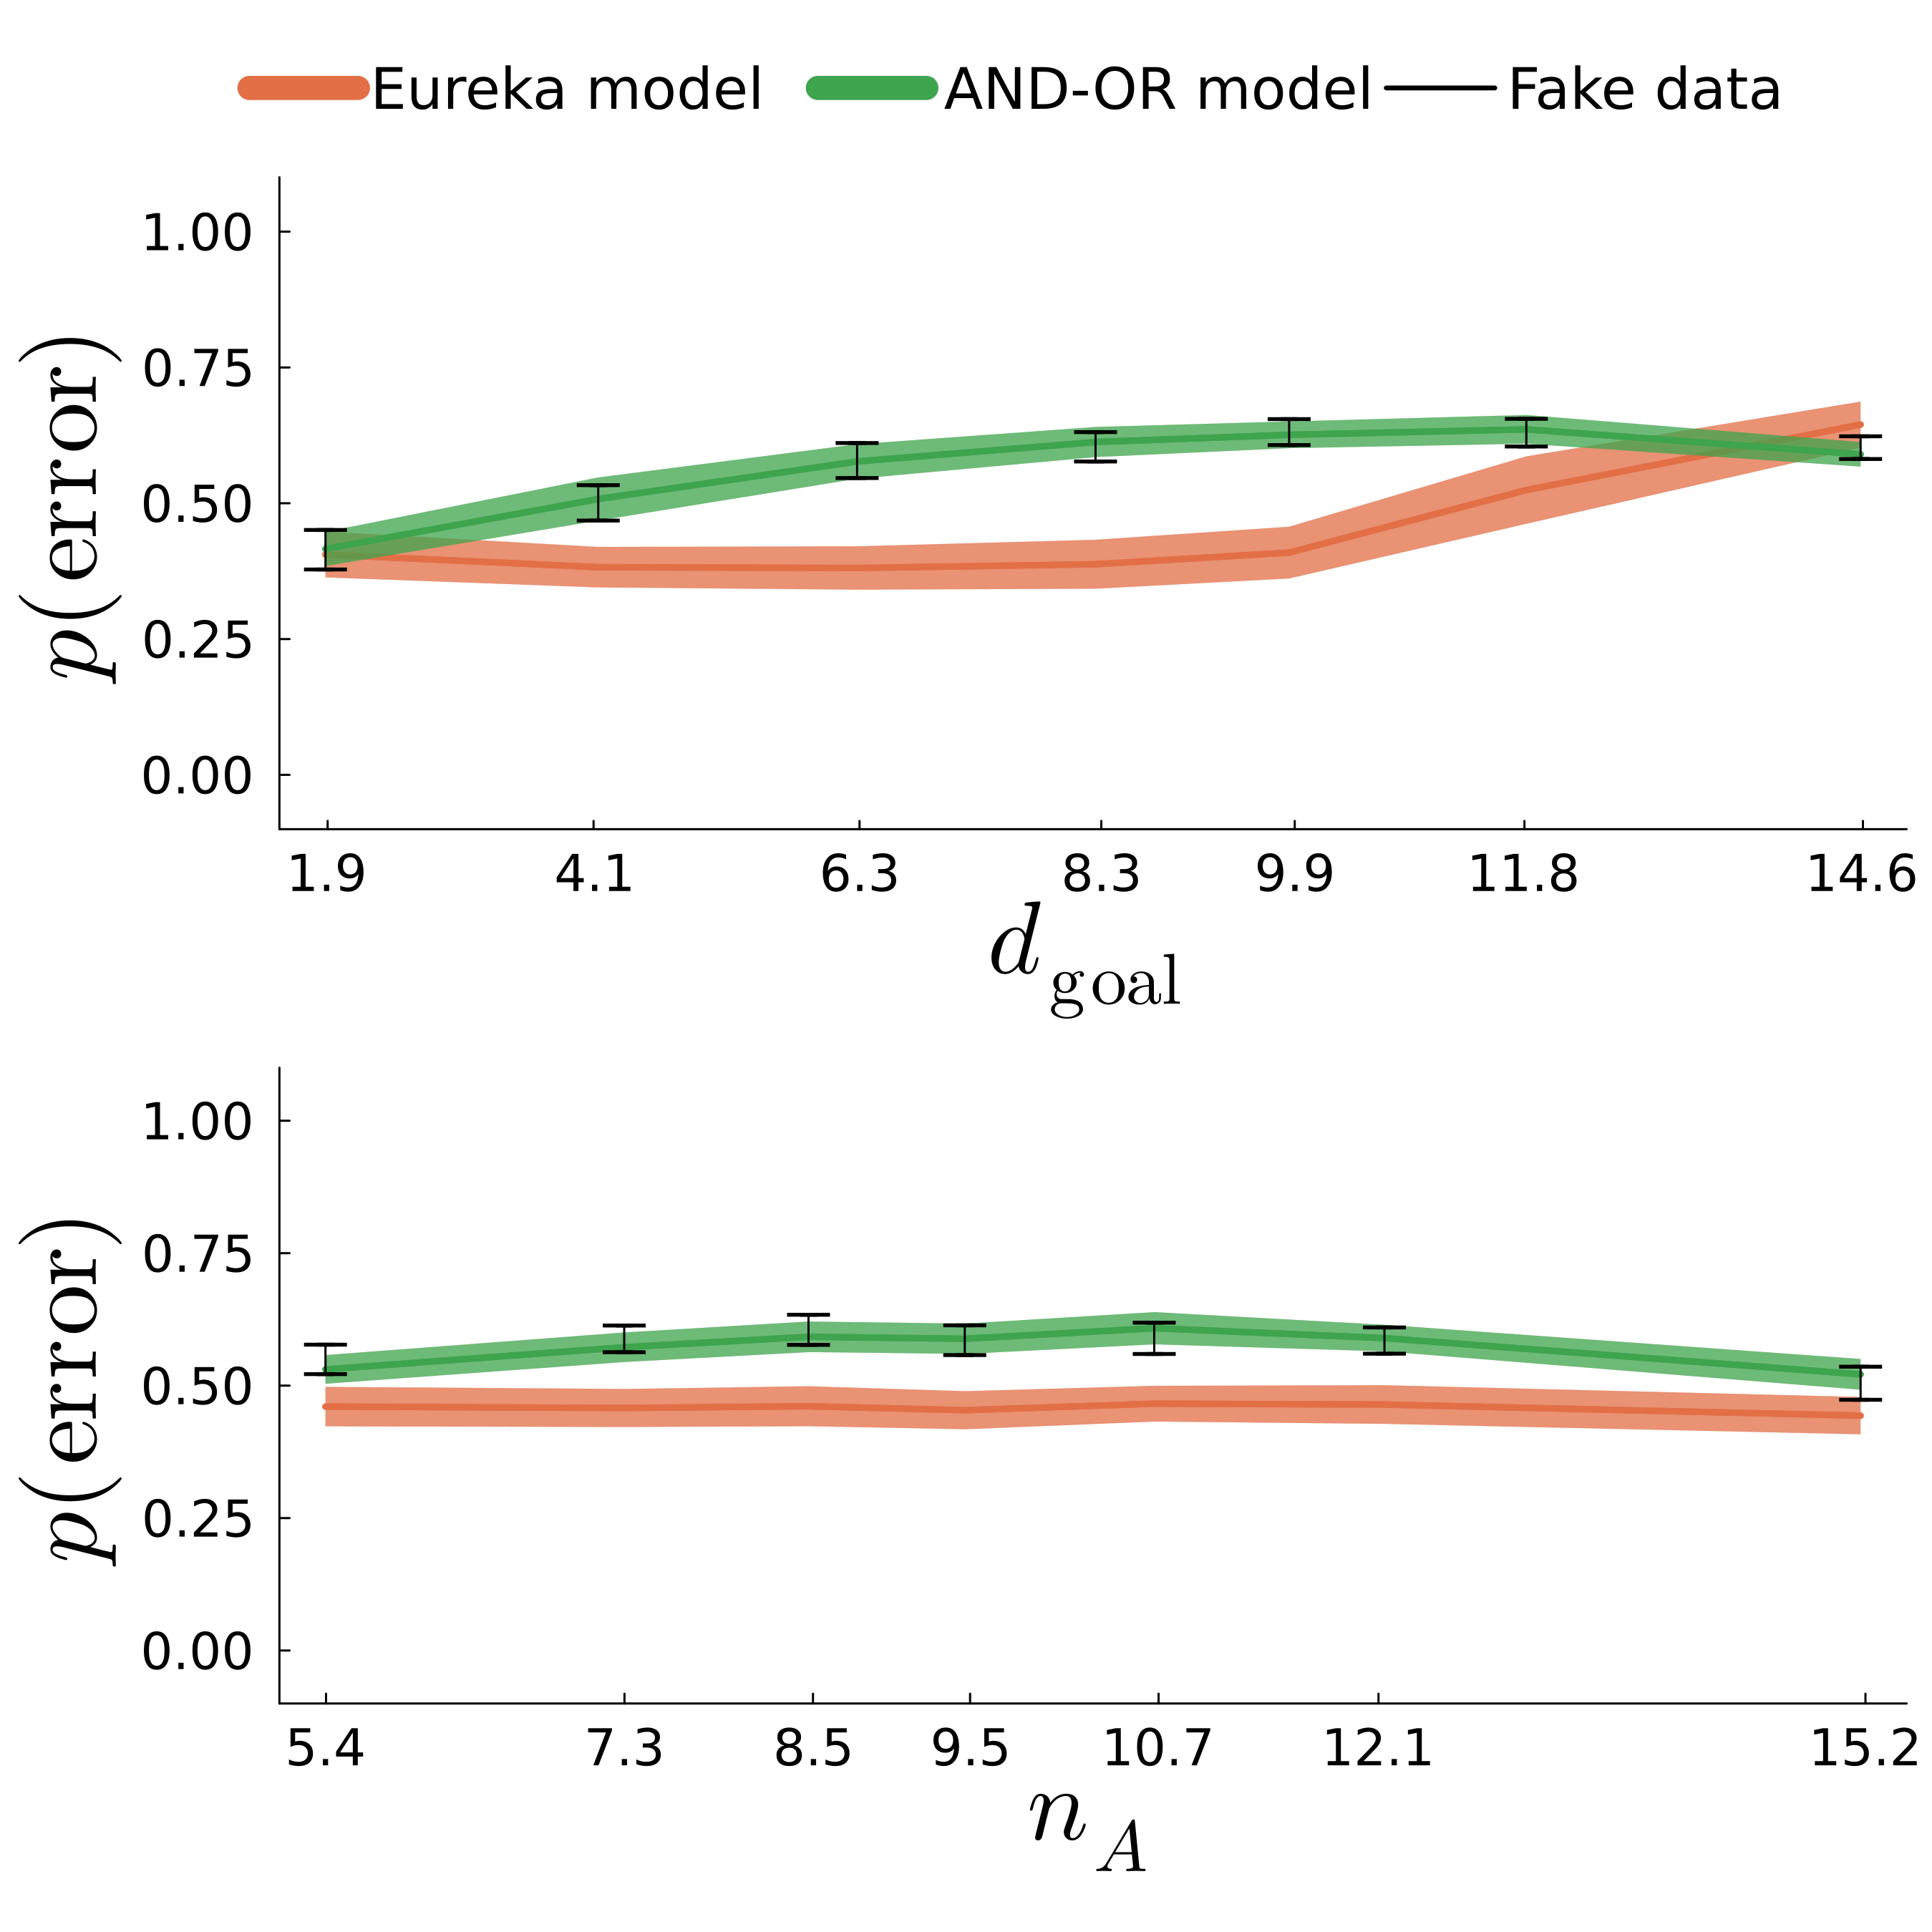 Eureka model AND-OR model Fake data
1.00
0.75
0.50
0.25
0.00
p(error)
1.9 4.1 6.3 8.3 9.9 11.8 14.6
d_goal
1.00
0.75
0.50
0.25
0.00
p(error)
5.4 7.3 8.5 9.5 10.7 12.1 15.2
n_A